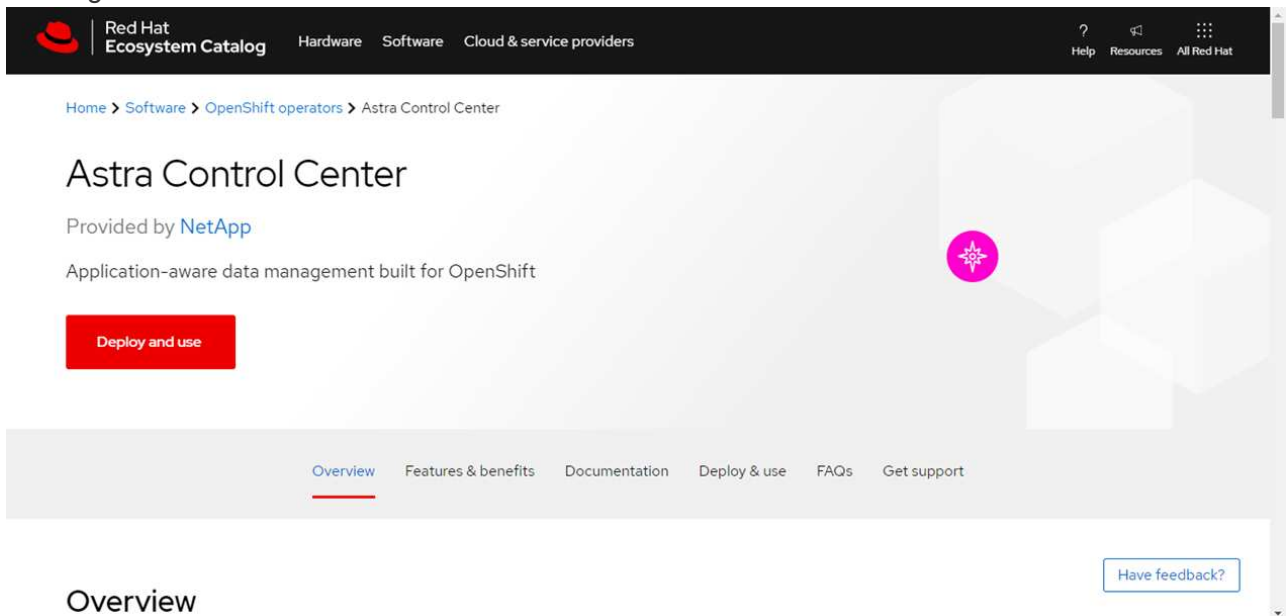 Red Hat
Ecosystem Catalog
Hardware Software Cloud & service providers
? Help Resources All Red Hat
Home > Software > OpenShift operators > Astra Control Center
Astra Control Center
Provided by NetApp
Application-aware data management built for OpenShift
Deploy and use
Overview Features & benefits Documentation Deploy & use FAQs Get support
Have feedback?
Overview